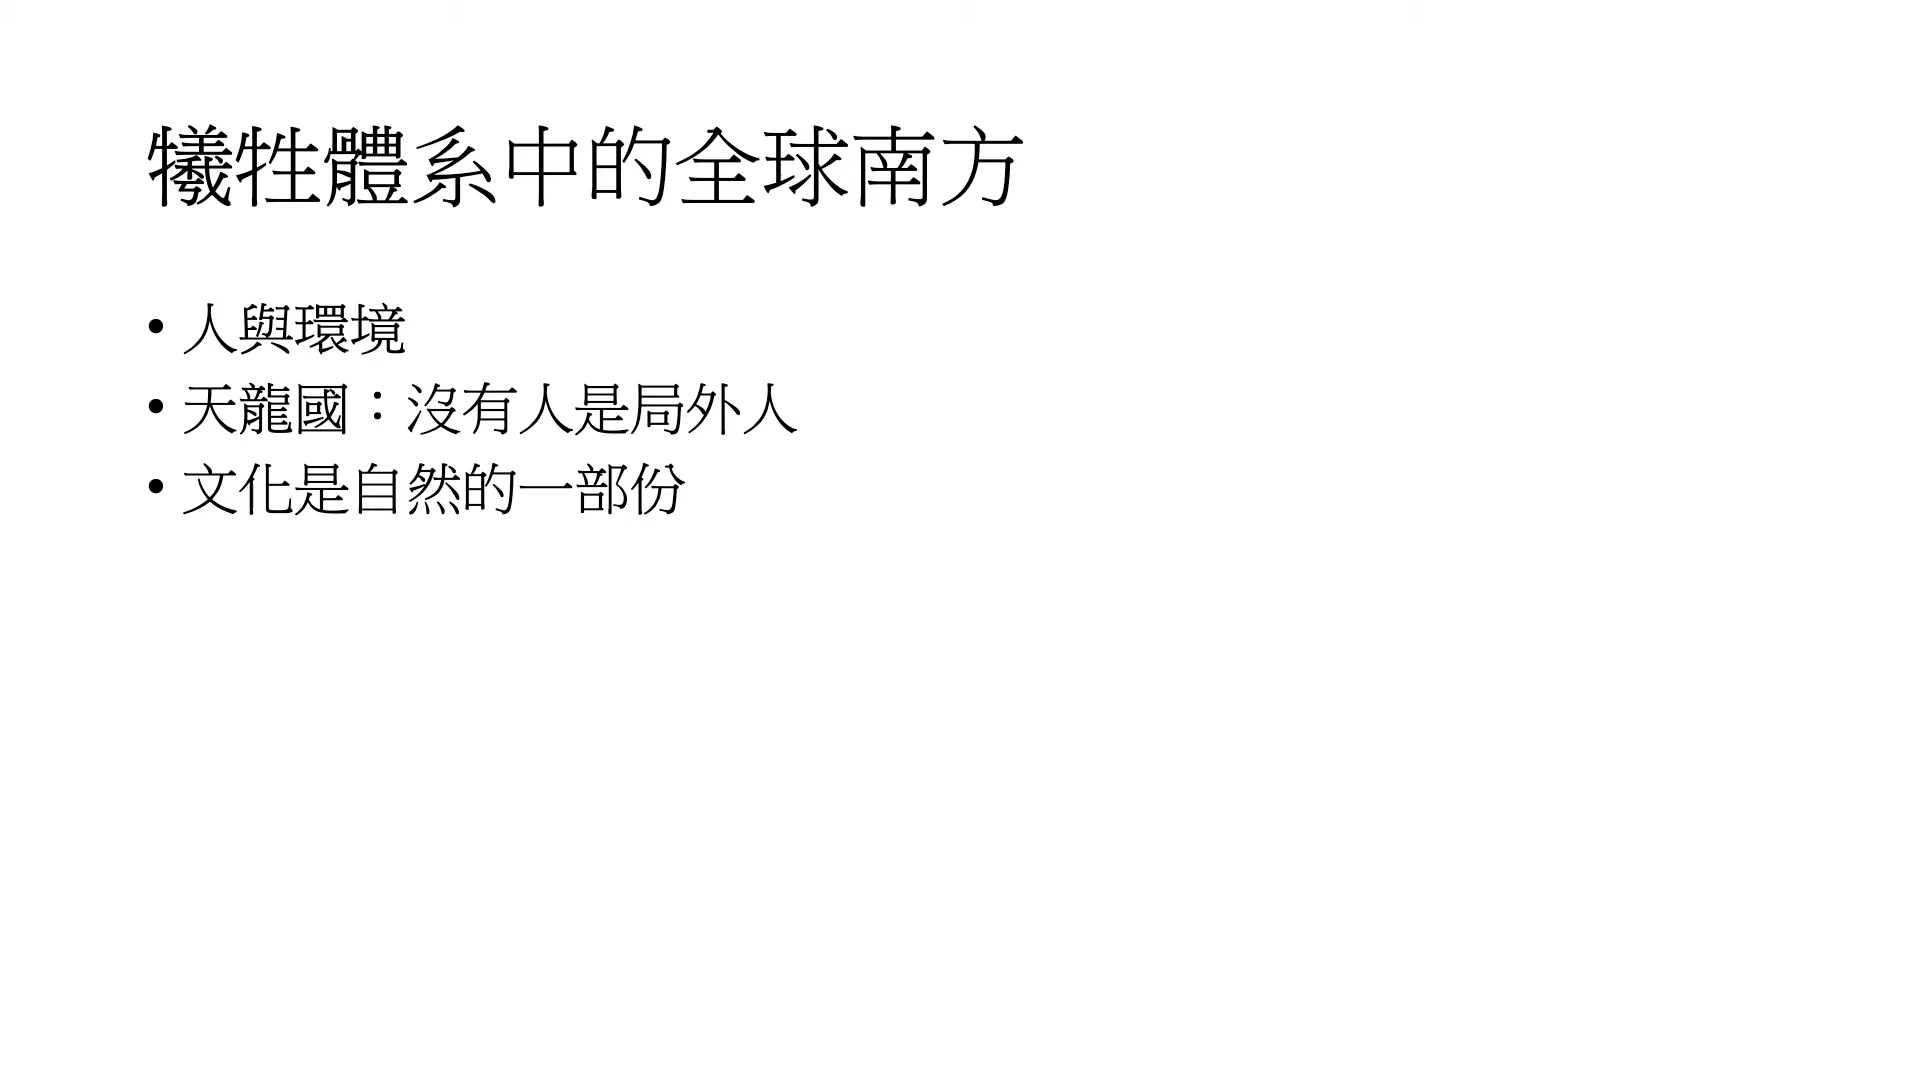 犧牲體系中的全球南方
• 人與環境
• 天龍國：沒有人是局外人
• 文化是自然的一部份